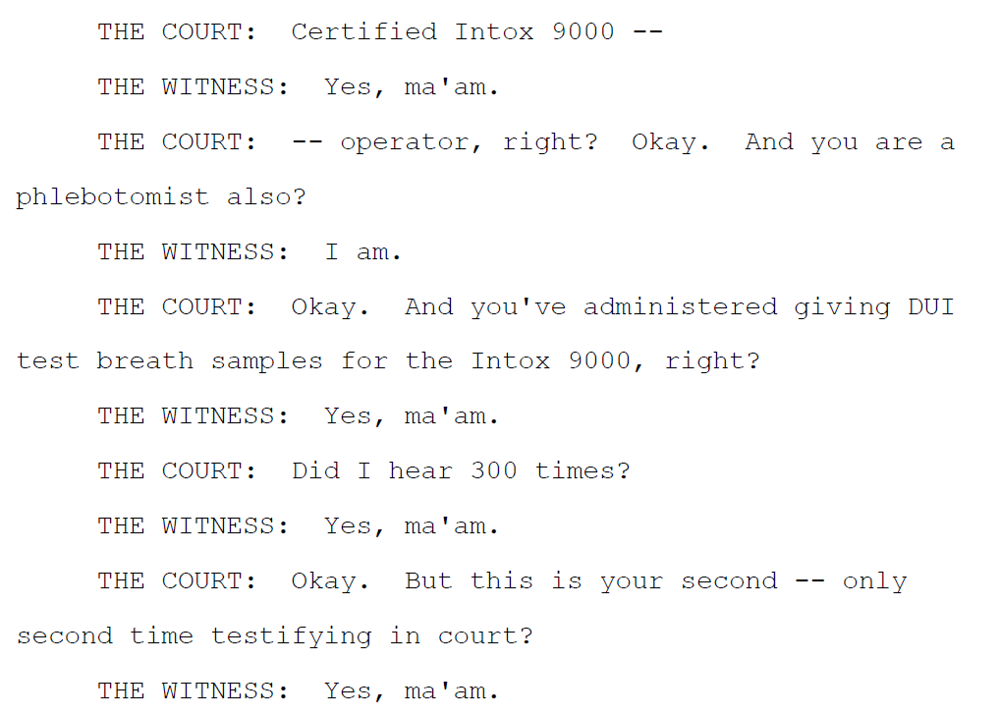 THE COURT:  Certified Intox 9000 --
THE WITNESS:  Yes, ma'am.
THE COURT:  -- operator, right?  Okay.  And you are a
phlebotomist also?
THE WITNESS:  I am.
THE COURT:  Okay.  And you've administered giving DUI
test breath samples for the Intox 9000, right?
THE WITNESS:  Yes, ma'am.
THE COURT:  Did I hear 300 times?
THE WITNESS:  Yes, ma'am.
THE COURT:  Okay.  But this is your second -- only
second time testifying in court?
THE WITNESS:  Yes, ma'am.